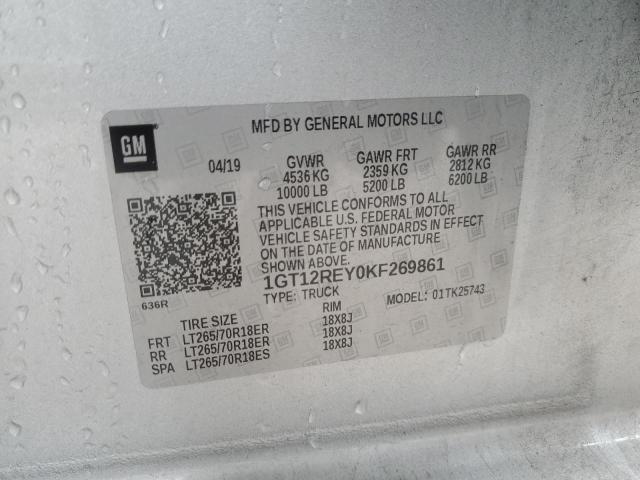 MFD BY GENERAL MOTORS LLC
GM
04/19 GVWR GAWR FRT GAWR RR
4536 KG 2359 KG 2812 KG
10000 LB 5200 LB 6200 LB
THIS VEHICLE CONFORMS TO ALL
APPLICABLE U.S. FEDERAL MOTOR
VEHICLE SAFETY STANDARDS IN EFFECT
ON THE DATE OF MANUFACTURE
SHOWN ABOVE.
1GT12REY0KF269861
636R
TYPE: TRUCK MODEL: 01TK25743
TIRE SIZE RIM
FRT LT265/70R18ER 18X8J
RR LT265/70R18ER 18X8J
SPA LT265/70R18ES 18X8J